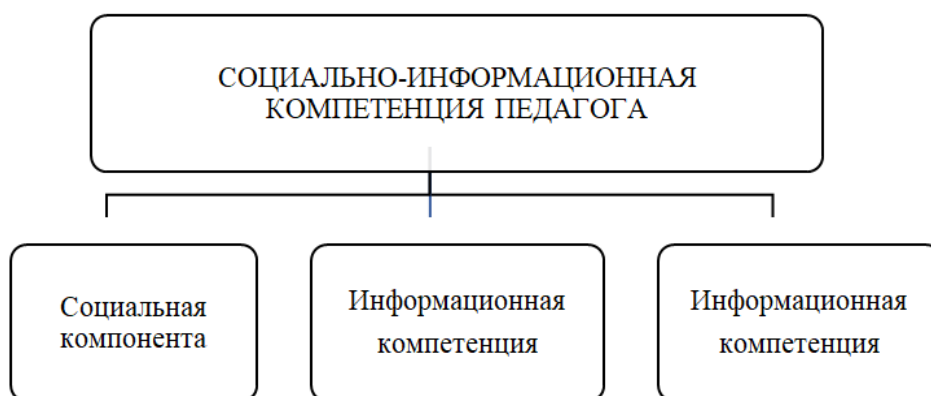 СОЦИАЛЬНО-ИНФОРМАЦИОННАЯ
КОМПЕТЕНЦИЯ ПЕДАГОГА
Социальная
компонента
Информационная
компетенция
Информационная
компетенция